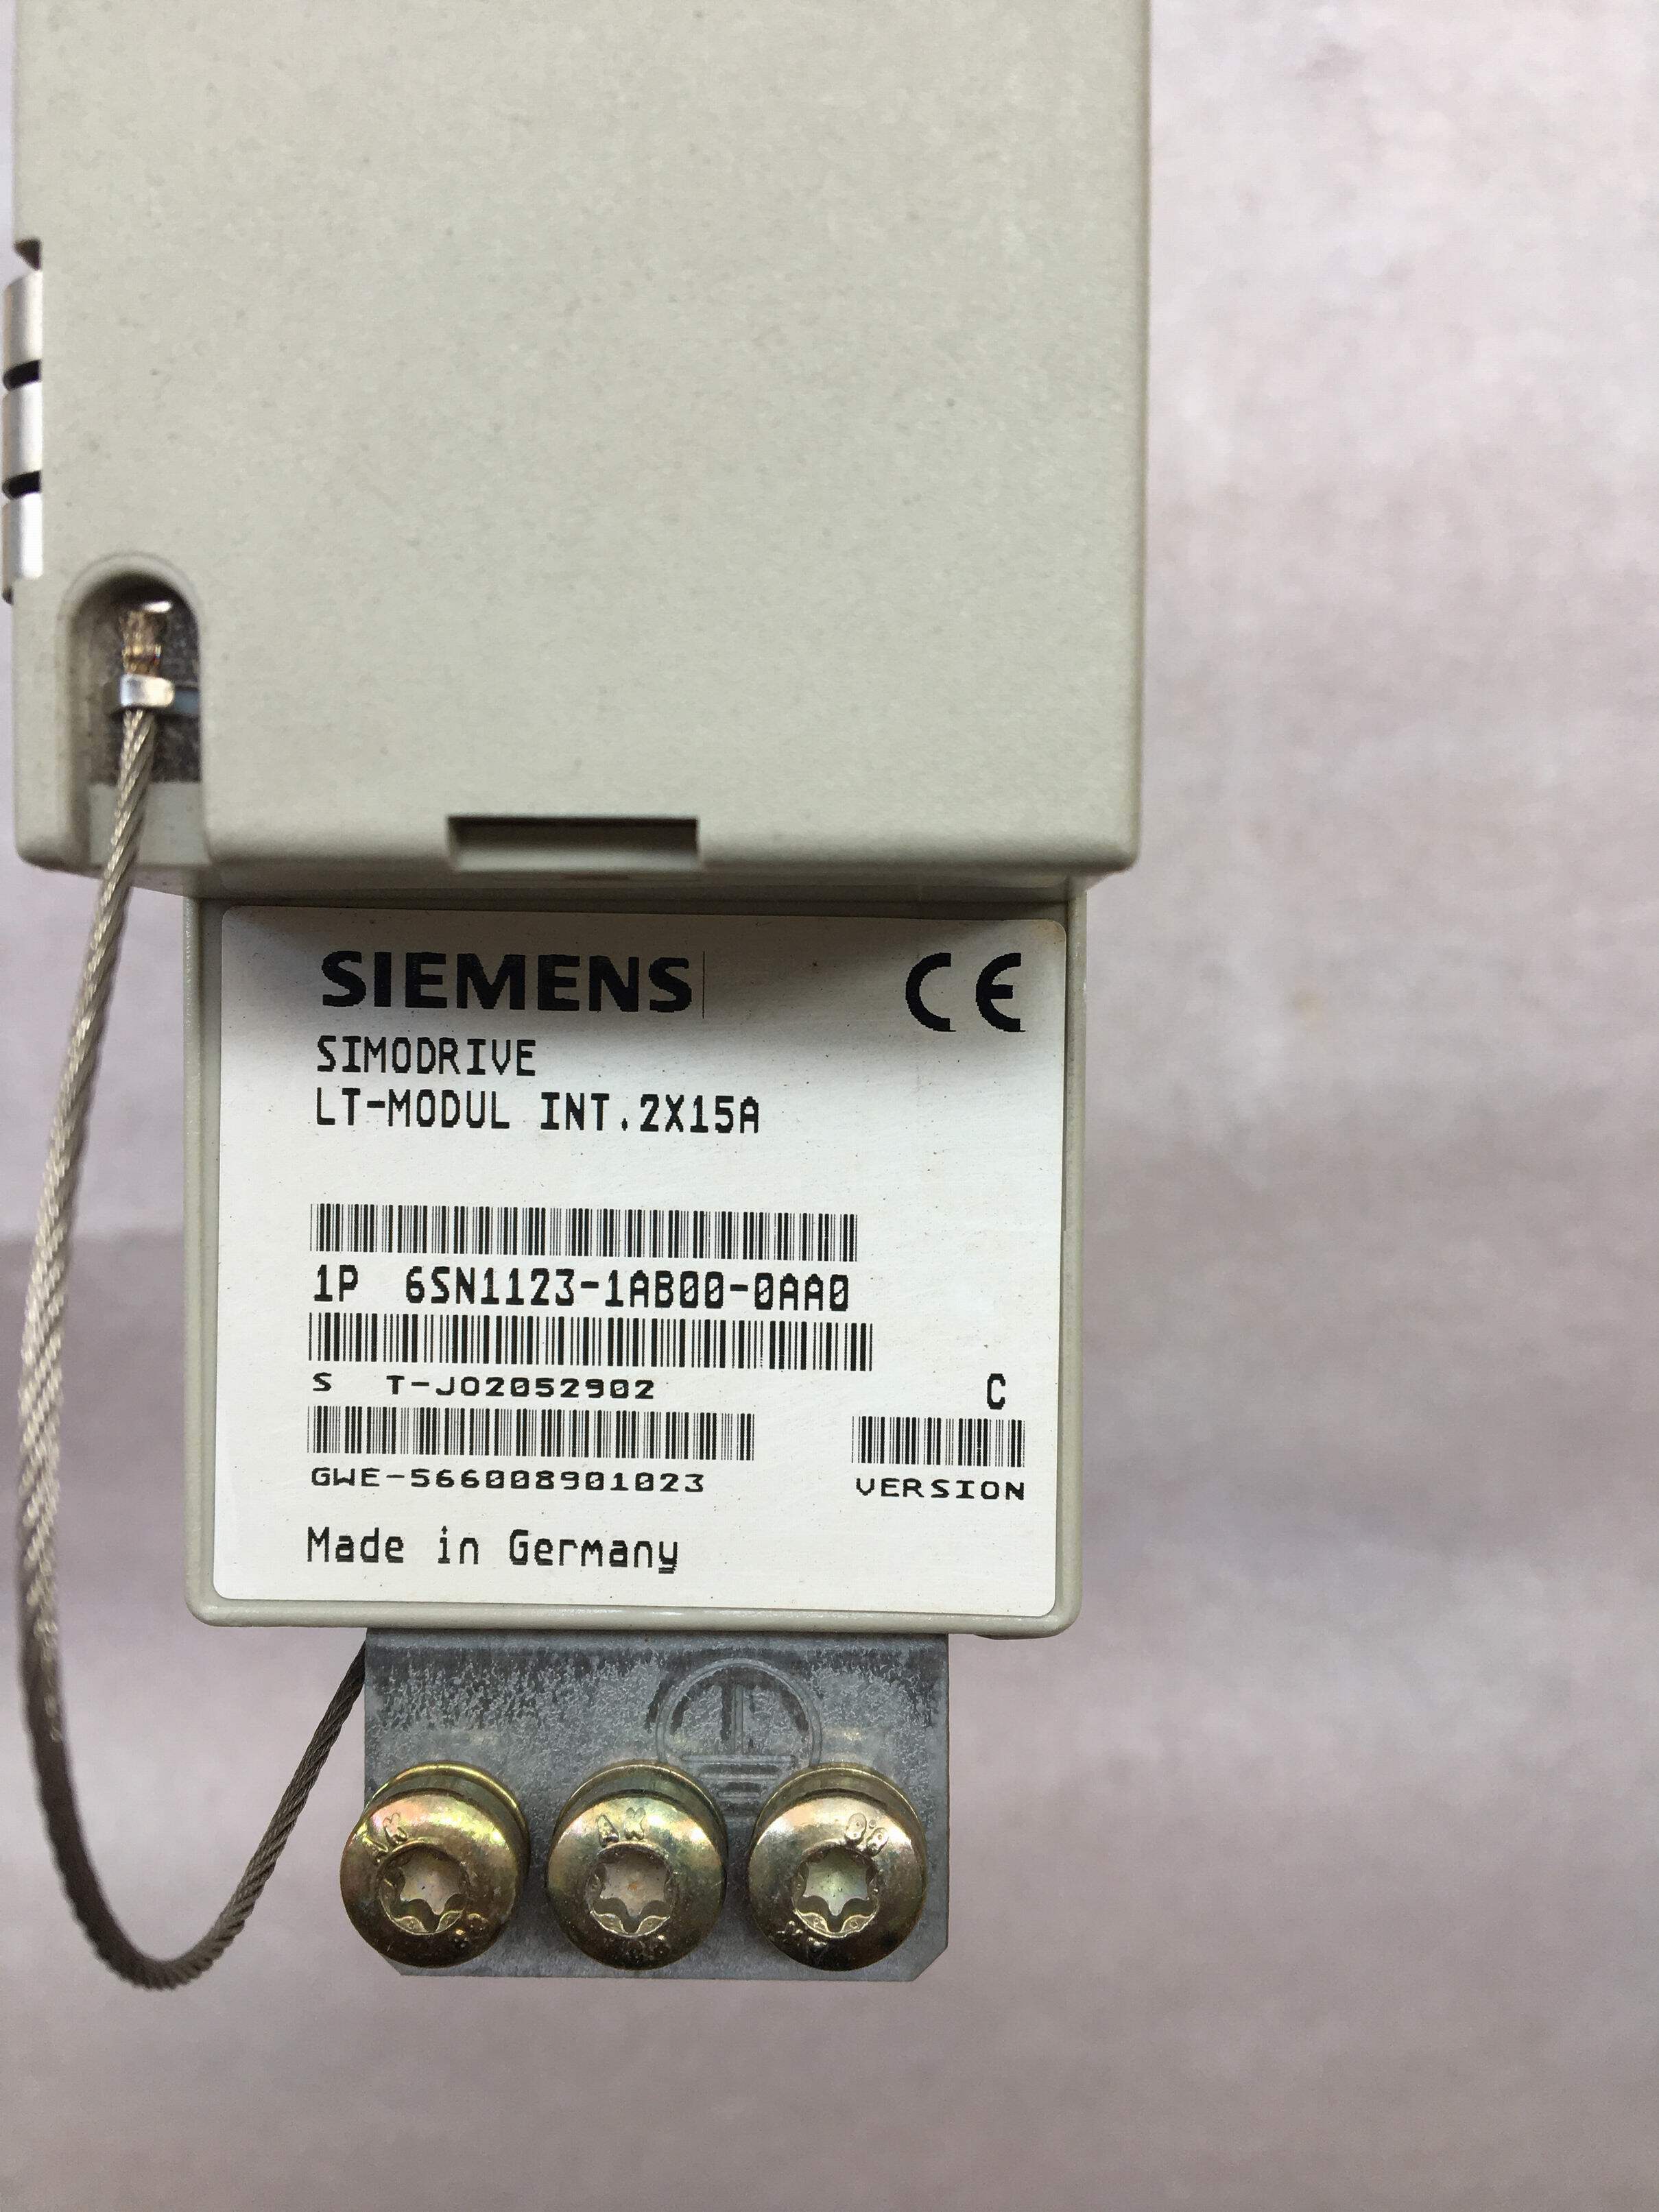 SIEMENS
CE
SIMODRIVE
LT-MODUL INT.2X15A
1P 6SN1123-1AB00-0AA0
S T-J02052902
C
GWE-566008901023
VERSION
Made in Germany